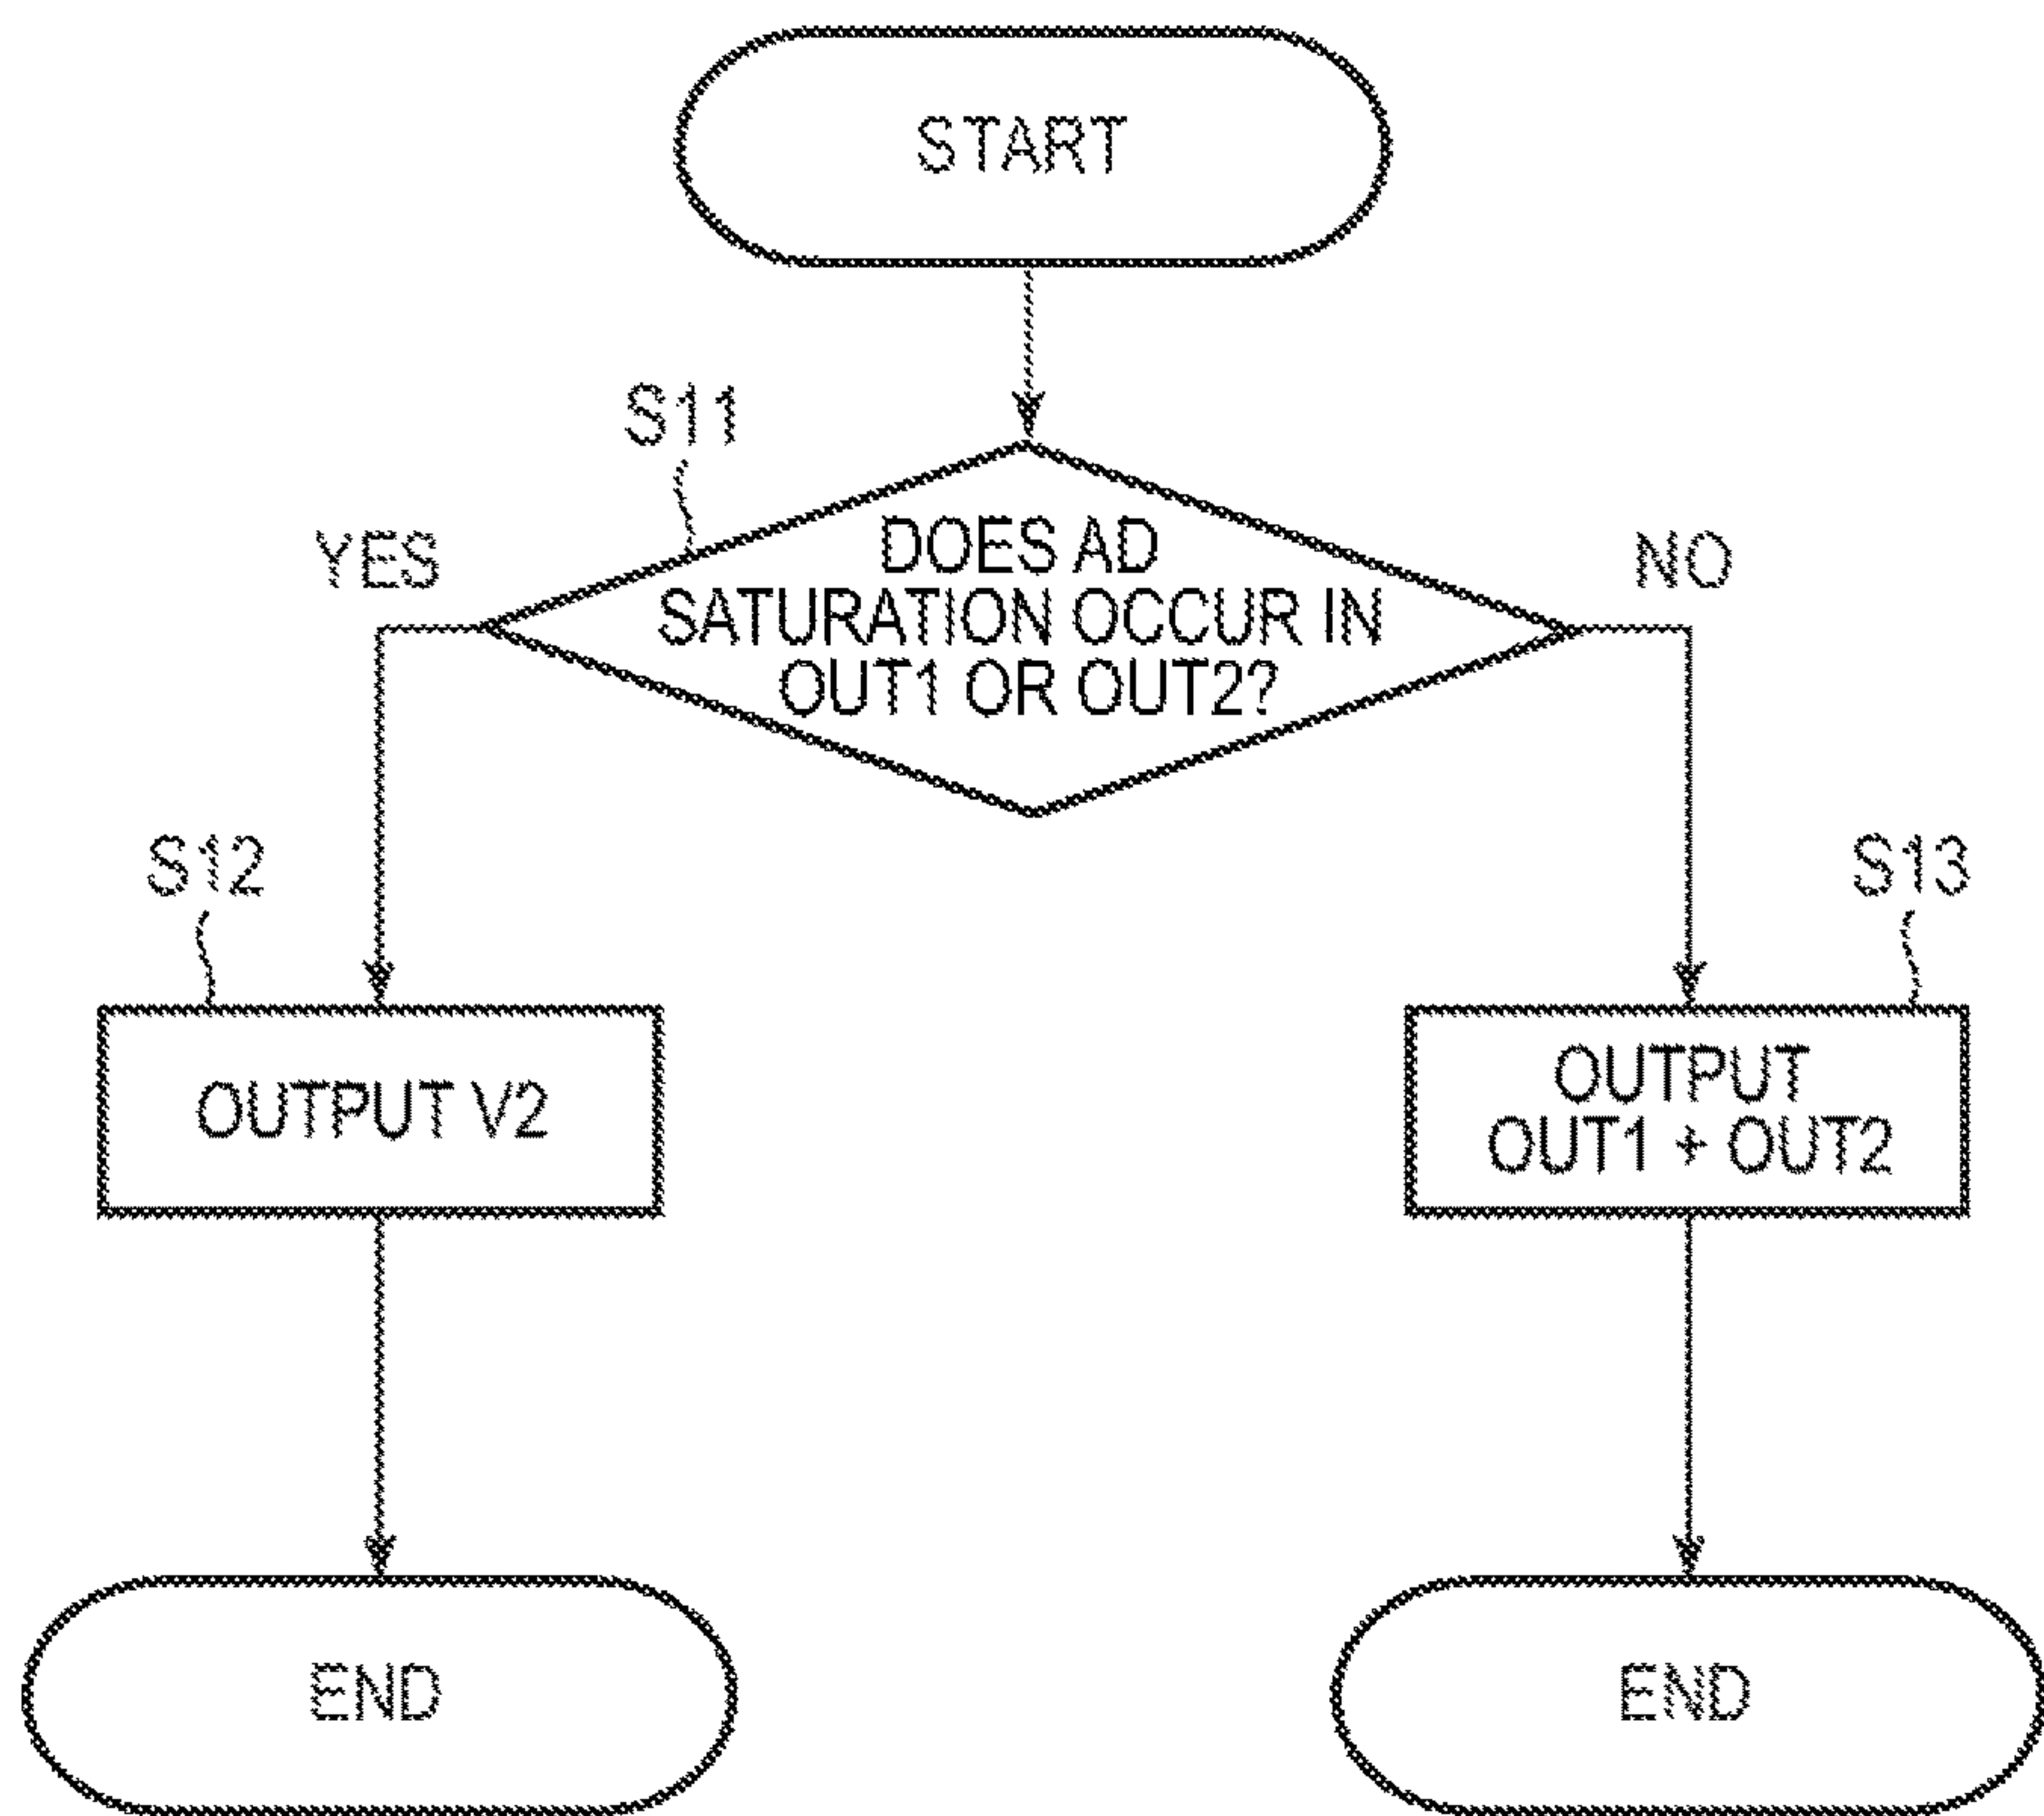 START
S11
YES
DOES AD
SATURATION OCCUR IN
OUT1 OR OUT2?
NO
S12
S13
OUTPUT V2
OUTPUT
OUT1 + OUT2
END
END